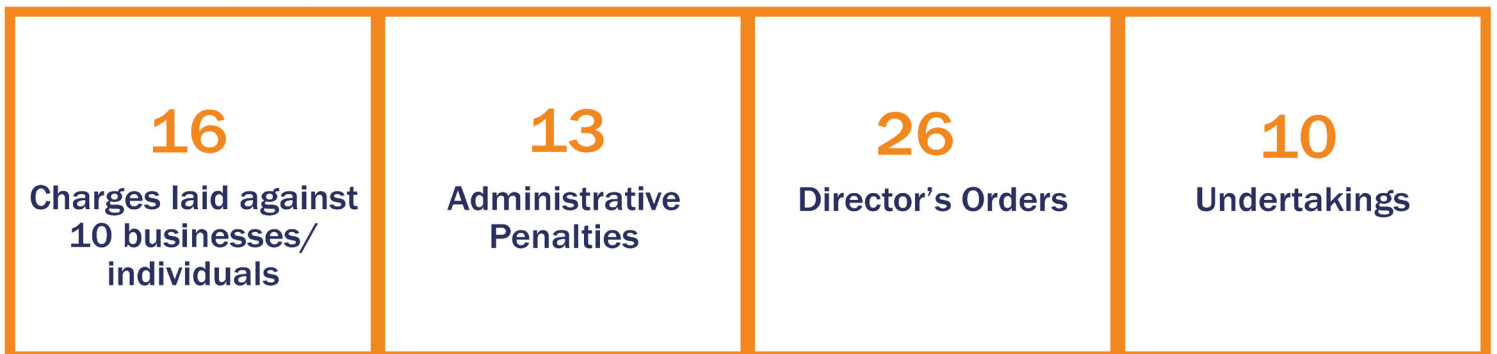 16
Charges laid against
10 businesses/
individuals
13
Administrative
Penalties
26
Director’s Orders
10
Undertakings